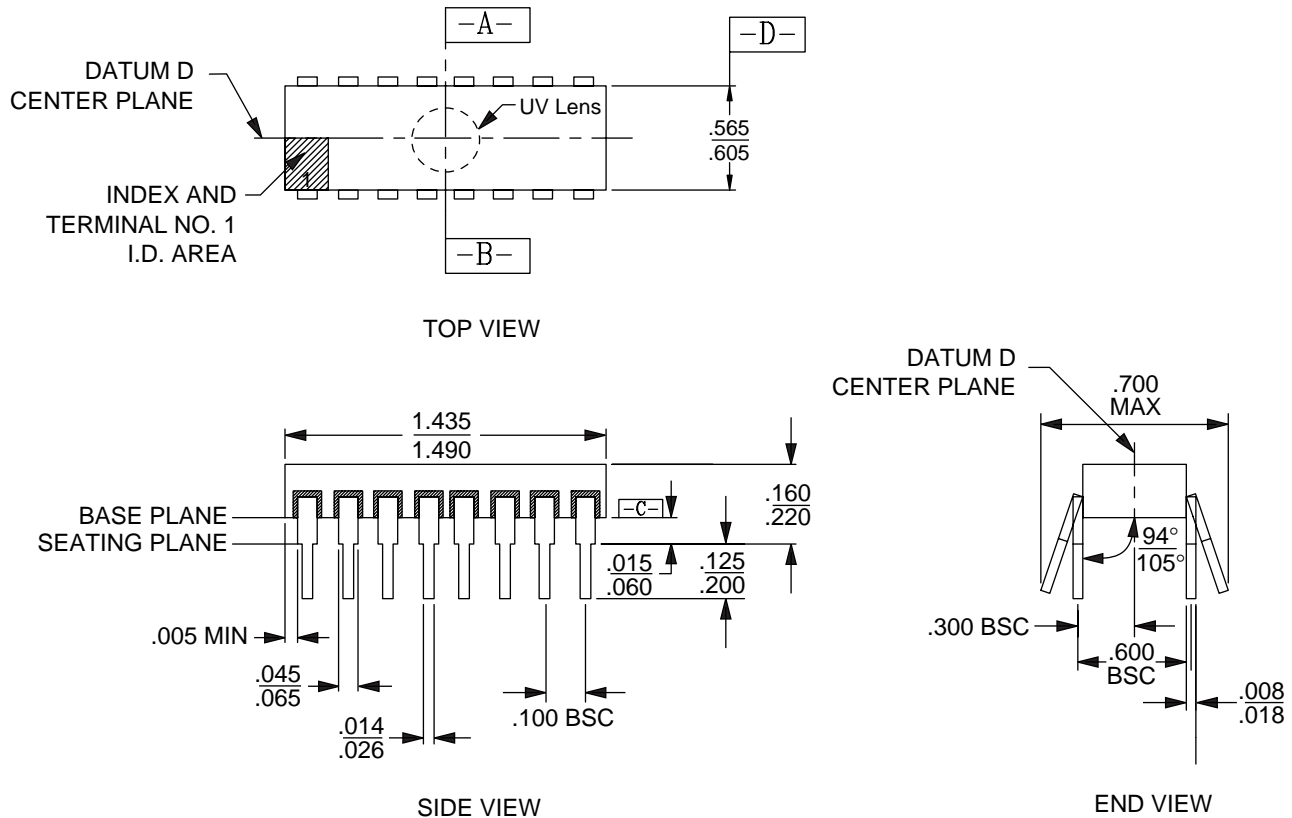 -A-
-D-
DATUM D
CENTER PLANE
UV Lens
.565
.605
1
INDEX AND
TERMINAL NO. 1
I.D. AREA
-B-
TOP VIEW
DATUM D
CENTER PLANE
.700
MAX
1.435
1.490
.160
.220
-C-
BASE PLANE
SEATING PLANE
.015
.060
.125
.200
94°
105°
.005 MIN
.300 BSC
.600
BSC
.045
.065
.100 BSC
.008
.018
.014
.026
SIDE VIEW
END VIEW